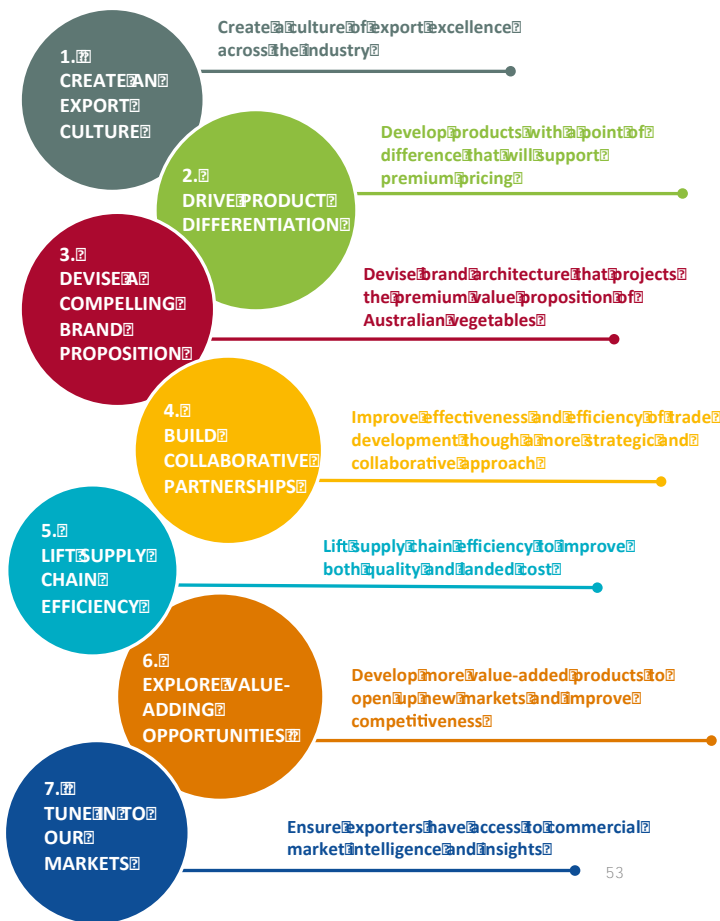 1.
CREATE AN
EXPORT
CULTURE
Create a culture of export excellence
across the industry
2.
DRIVE PRODUCT
DIFFERENTIATION
Develop products with a point of
difference that will support
premium pricing
3.
DEVISE A
COMPELLING
BRAND
PROPOSITION
Devise brand architecture that projects
the premium value proposition of
Australian vegetables
4.
BUILD
COLLABORATIVE
PARTNERSHIPS
Improve effectiveness and efficiency of trade
development though a more strategic and
collaborative approach
5.
LIFT SUPPLY
CHAIN
EFFICIENCY
Lift supply chain efficiency to improve
both quality and landed cost
6.
EXPLORE VALUE-
ADDING
OPPORTUNITIES
Develop more value-added products to
open up new markets and improve
competitiveness
7.
TUNE IN TO
OUR
MARKETS
Ensure exporters have access to commercial
market intelligence and insights
53